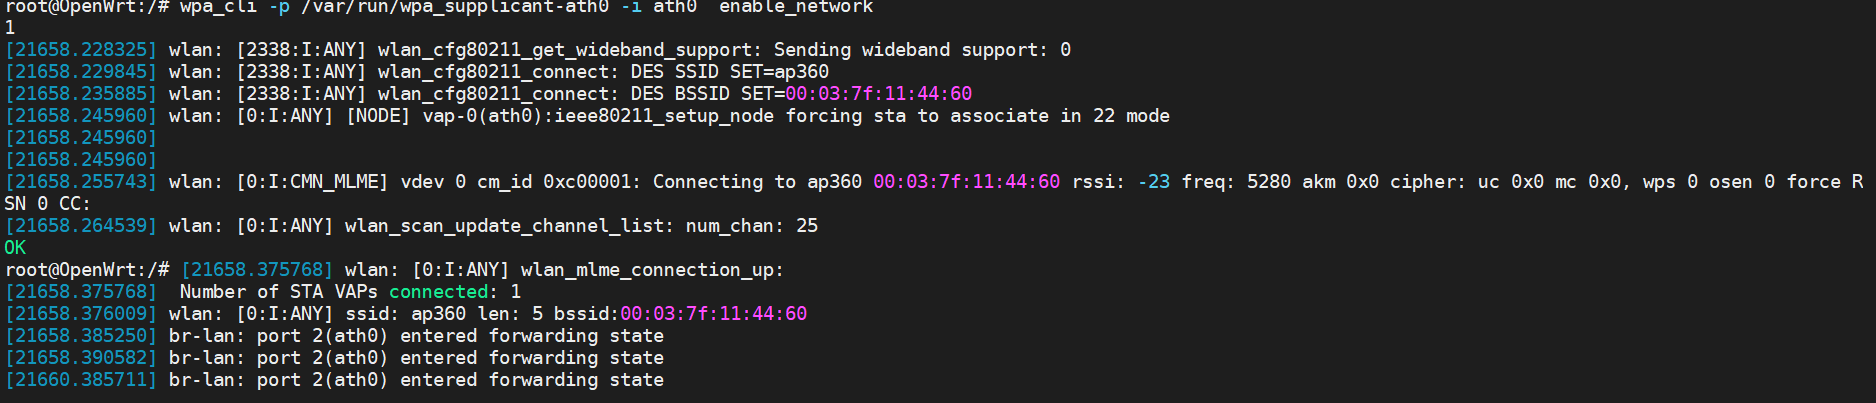 root@OpenWrt:/# wpa_cli -p /var/run/wpa_supplicant-ath0 -i ath0  enable_network
1
[21658.228325] wlan: [2338:I:ANY] wlan_cfg80211_get_wideband_support: Sending wideband support: 0
[21658.229845] wlan: [2338:I:ANY] wlan_cfg80211_connect: DES SSID SET=ap360
[21658.235885] wlan: [2338:I:ANY] wlan_cfg80211_connect: DES BSSID SET=00:03:7f:11:44:60
[21658.245960] wlan: [0:I:ANY] [NODE] vap-0(ath0):ieee80211_setup_node forcing sta to associate in 22 mode
[21658.245960]
[21658.245960]
[21658.255743] wlan: [0:I:CMN_MLME] vdev 0 cm_id 0xc00001: Connecting to ap360 00:03:7f:11:44:60 rssi: -23 freq: 5280 akm 0x0 cipher: uc 0x0 mc 0x0, wps 0 osen 0 force R
SN 0 CC:
[21658.264539] wlan: [0:I:ANY] wlan_scan_update_channel_list: num_chan: 25
OK
root@OpenWrt:/# [21658.375768] wlan: [0:I:ANY] wlan_mlme_connection_up:
[21658.375768]  Number of STA VAPs connected: 1
[21658.376009] wlan: [0:I:ANY] ssid: ap360 len: 5 bssid:00:03:7f:11:44:60
[21658.385250] br-lan: port 2(ath0) entered forwarding state
[21658.390582] br-lan: port 2(ath0) entered forwarding state
[21660.385711] br-lan: port 2(ath0) entered forwarding state